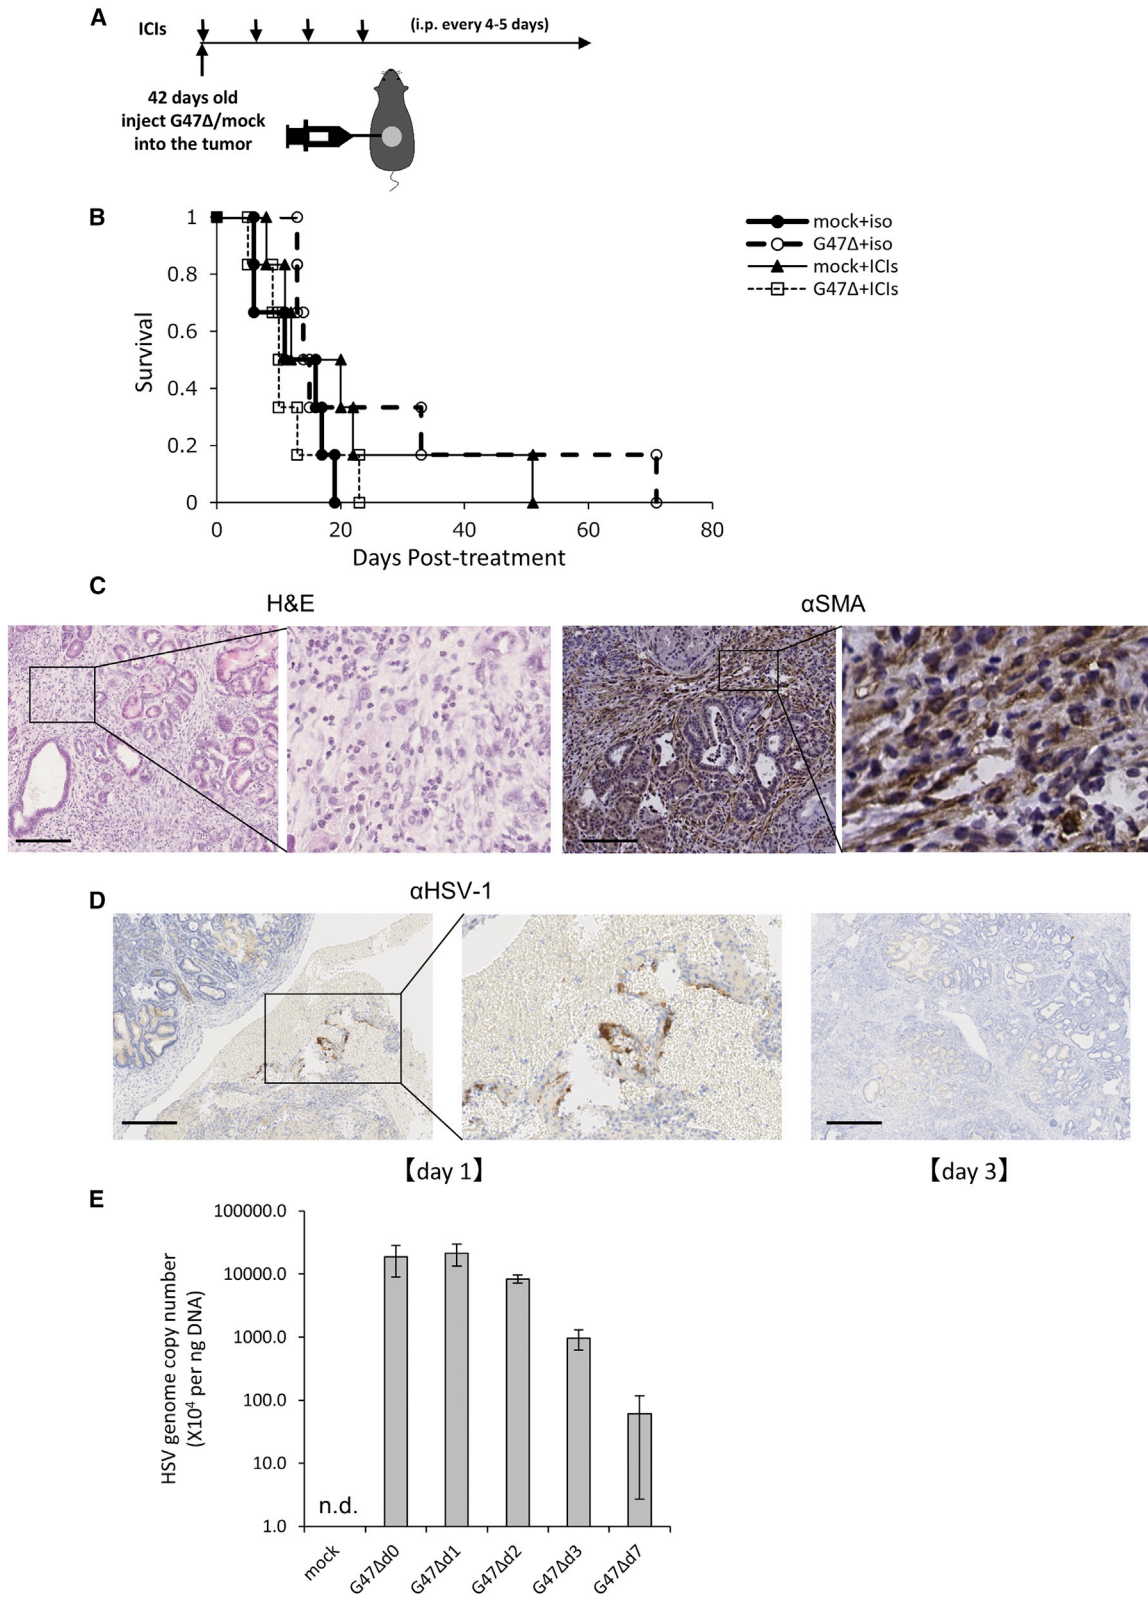 A
ICIs
(i.p. every 4-5 days)
42 days old
inject G47Δ/mock
into the tumor
B
1
0.8
0.6
0.4
0.2
0
Survival
0 20 40 60 80
Days Post-treatment
mock+iso
G47Δ+iso
mock+ICIs
G47Δ+ICIs
C
H&E
αSMA
D
αHSV-1
【day 1】
【day 3】
E
HSV genome copy number
(X10⁴ per ng DNA)
100000.0
10000.0
1000.0
100.0
10.0
1.0
n.d.
mock
G47Δd0
G47Δd1
G47Δd2
G47Δd3
G47Δd7